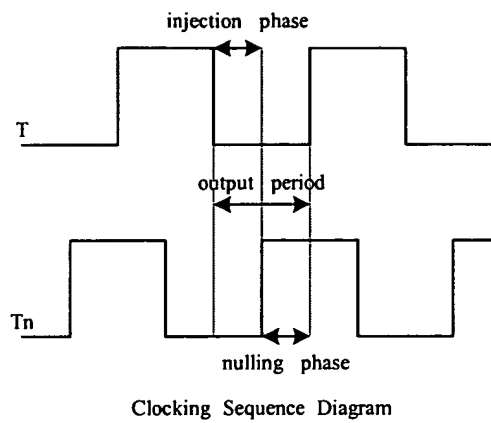 injection phase
T
output period
Tn
nulling phase
Clocking Sequence Diagram